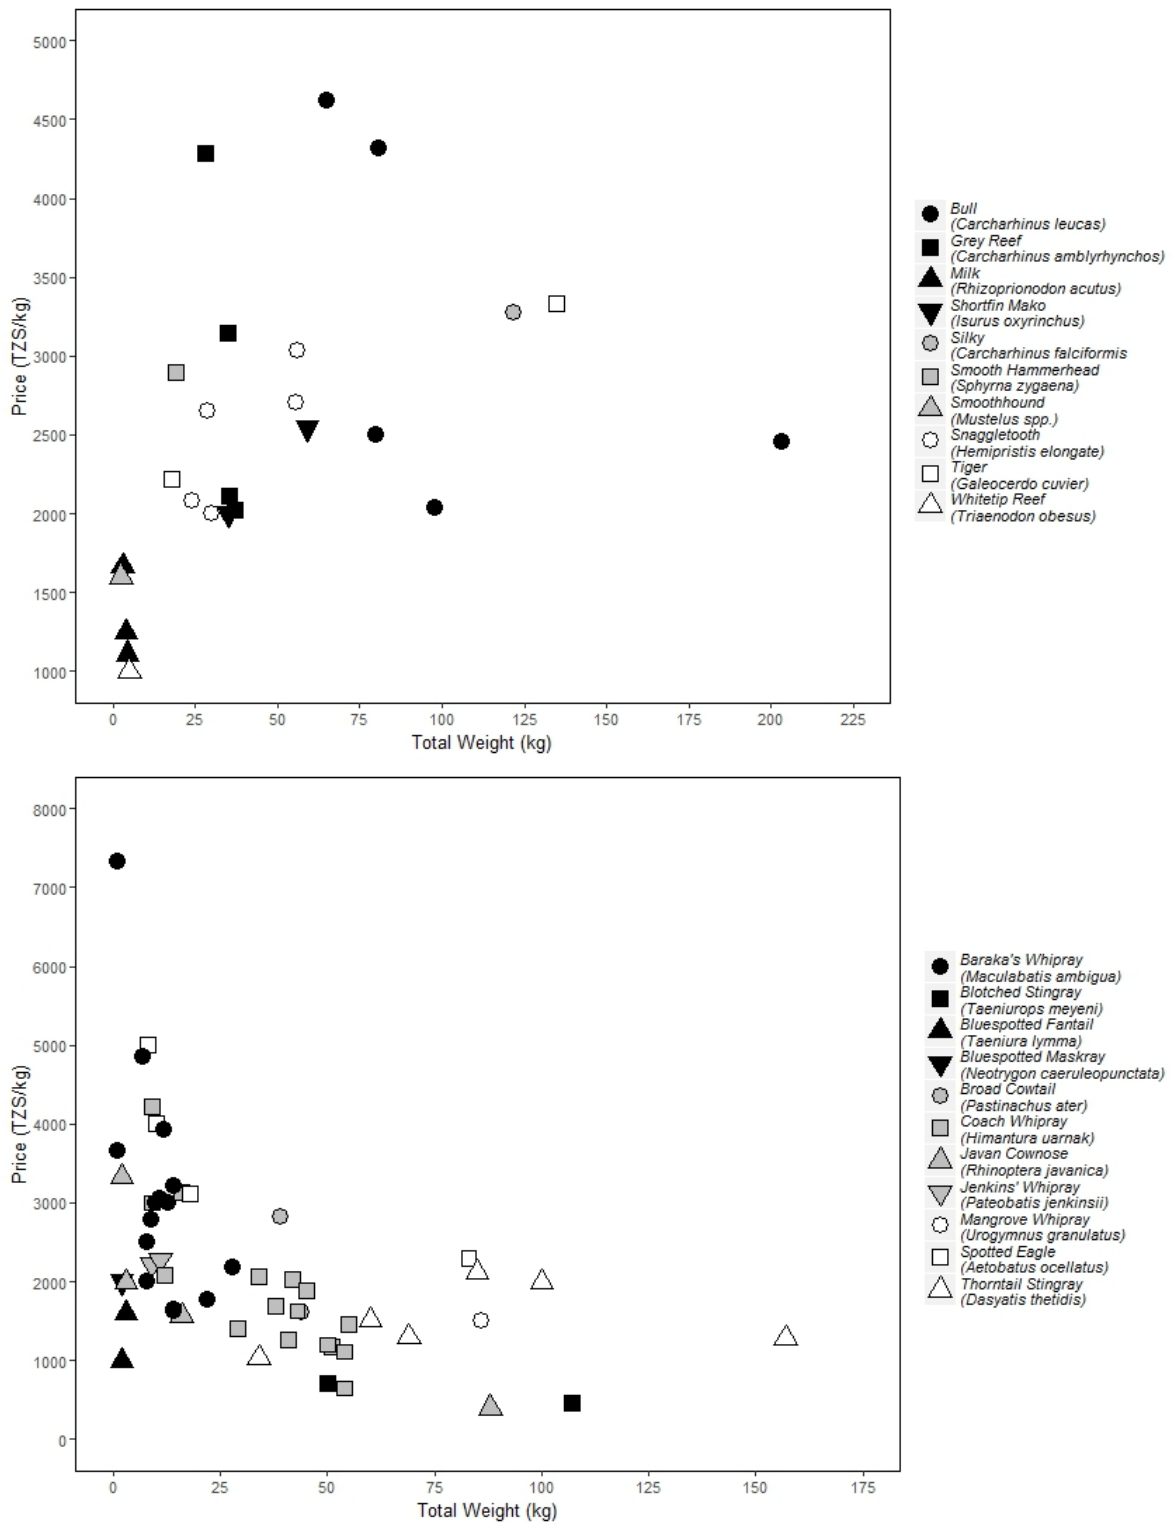 5000
4500
4000
3500
3000
2500
2000
1500
1000
Price (TZS/kg)
0 25 50 75 100 125 150 175 200 225
Total Weight (kg)
Bull
(Carcharhinus leucas)
Grey Reef
(Carcharhinus amblyrhynchos)
Milk
(Rhizoprionodon acutus)
Shortfin Mako
(Isurus oxyrinchus)
Silky
(Carcharhinus falciformis
Smooth Hammerhead
(Sphyrna zygaena)
Smoothhound
(Mustelus spp.)
Snaggletooth
(Hemipristis elongate)
Tiger
(Galeocerdo cuvier)
Whitetip Reef
(Triaenodon obesus)
8000
7000
6000
5000
4000
3000
2000
1000
0
Price (TZS/kg)
0 25 50 75 100 125 150 175
Total Weight (kg)
Baraka's Whipray
(Maculabatis ambigua)
Blotched Stingray
(Taeniurops meyeni)
Bluespotted Fantail
(Taeniura lymma)
Bluespotted Maskray
(Neotrygon caeruleopunctata)
Broad Cowtail
(Pastinachus ater)
Coach Whipray
(Himantura uarnak)
Javan Cownose
(Rhinoptera javanica)
Jenkins' Whipray
(Pateobatis jenkinsii)
Mangrove Whipray
(Urogymnus granulatus)
Spotted Eagle
(Aetobatus ocellatus)
Thorntail Stingray
(Dasyatis thetidis)